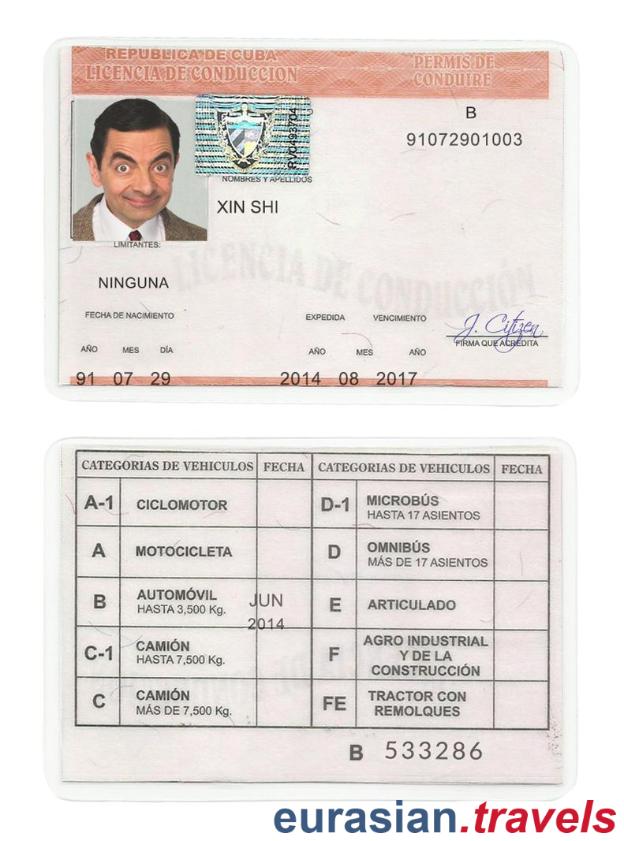 REPUBLICA DE CUBA
LICENCIA DE CONDUCCION
PERMIS DE
CONDUIRE
B
91072901003
RV0493704
NOMBRES Y APELLIDOS
XIN SHI
LIMITANTES:
NINGUNA
LICENCIA DE CONDUCCIÓN
FECHA DE NACIMIENTO
EXPEDIDA VENCIMIENTO
J. Citizen
FIRMA QUE ACREDITA
AÑO MES DÍA AÑO MES AÑO
91 07 29 2014 08 2017
CATEGORIAS DE VEHICULOS FECHA CATEGORIAS DE VEHICULOS FECHA
A-1 CICLOMOTOR
D-1 MICROBÚS
HASTA 17 ASIENTOS
A MOTOCICLETA
D OMNIBÚS
MÁS DE 17 ASIENTOS
B AUTOMÓVIL
HASTA 3,500 Kg.
JUN
2014
E ARTICULADO
C-1 CAMIÓN
HASTA 7,500 Kg.
F AGRO INDUSTRIAL
Y DE LA
CONSTRUCCIÓN
C CAMIÓN
MÁS DE 7,500 Kg.
FE TRACTOR CON
REMOLQUES
B 533286
eurasian.travels